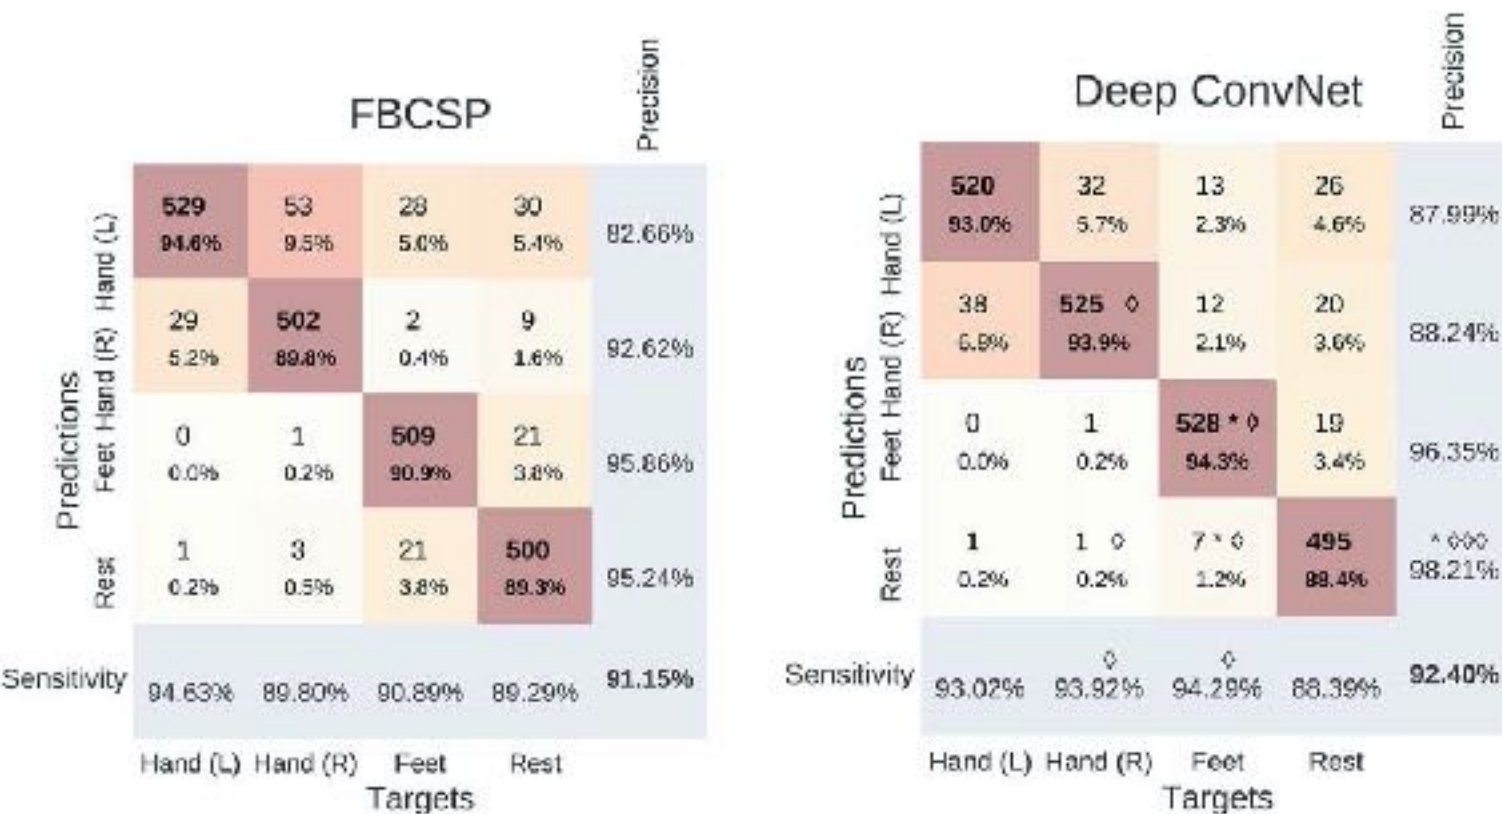 FBCSP
Precision
529 53 28 30
94.6% 9.5% 5.0% 5.4% 82.66%
29 502 2 9
5.2% 89.8% 0.4% 1.6% 92.62%
0 1 509 21
0.0% 0.2% 90.9% 3.8% 95.86%
1 3 21 500
0.2% 0.5% 3.8% 89.3% 95.24%
Predictions
Hand (L)
Hand (R)
Feet
Rest
Sensitivity 94.63% 89.80% 90.89% 89.29% 91.15%
Hand (L) Hand (R) Feet Rest
Targets
Deep ConvNet
Precision
520 32 13 26
93.0% 5.7% 2.3% 4.6% 87.99%
38 525 ◊ 12 20
6.8% 93.9% 2.1% 3.6% 88.24%
0 1 528 * ◊ 19
0.0% 0.2% 94.3% 3.4% 96.35%
1 1 ◊ 7 * ◊ 495 * ◊◊◊
0.2% 0.2% 1.2% 88.4% 98.21%
Predictions
Hand (L)
Hand (R)
Feet
Rest
◊ ◊
Sensitivity 93.02% 93.92% 94.29% 88.39% 92.40%
Hand (L) Hand (R) Feet Rest
Targets